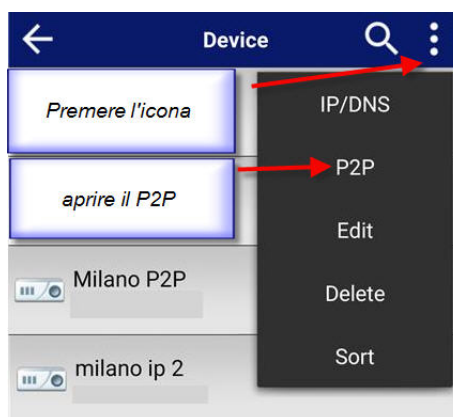 Device
Premere l'icona
IP/DNS
aprire il P2P
P2P
Edit
Milano P2P
Delete
milano ip 2
Sort